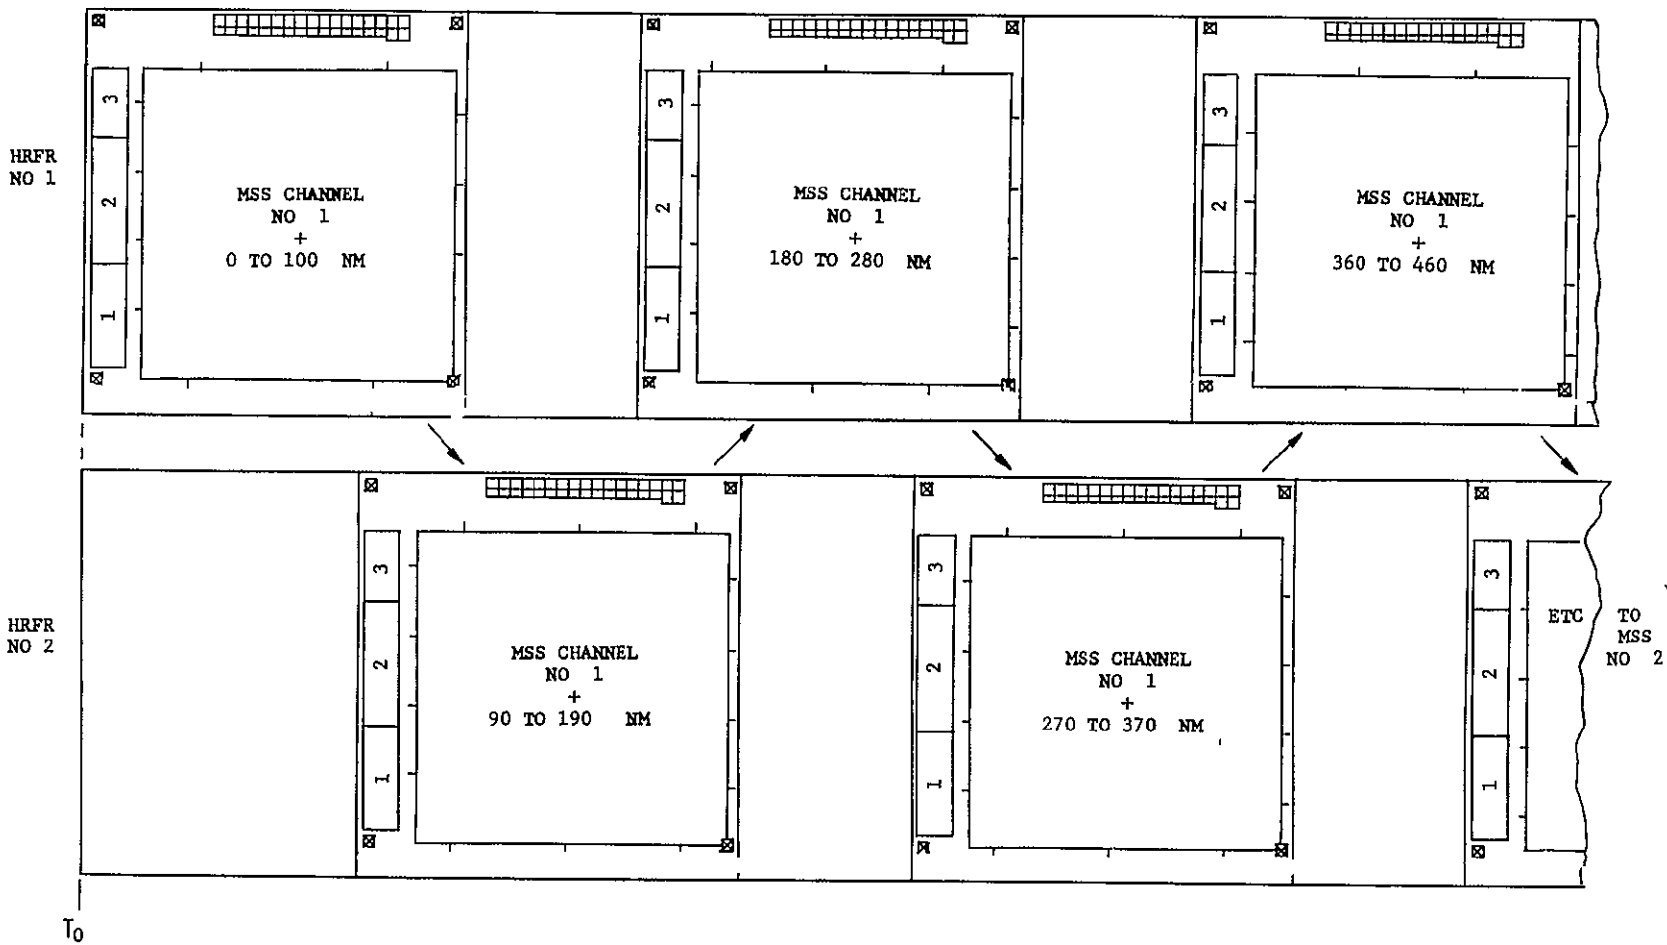 HRFR
NO 1
3
2
1
MSS CHANNEL
NO 1
+
0 TO 100 NM
3
2
1
MSS CHANNEL
NO 1
+
180 TO 280 NM
3
2
1
MSS CHANNEL
NO 1
+
360 TO 460 NM
HRFR
NO 2
3
2
1
MSS CHANNEL
NO 1
+
90 TO 190 NM
3
2
1
MSS CHANNEL
NO 1
+
270 TO 370 NM
3
2
1
ETC TO
MSS
NO 2
T0